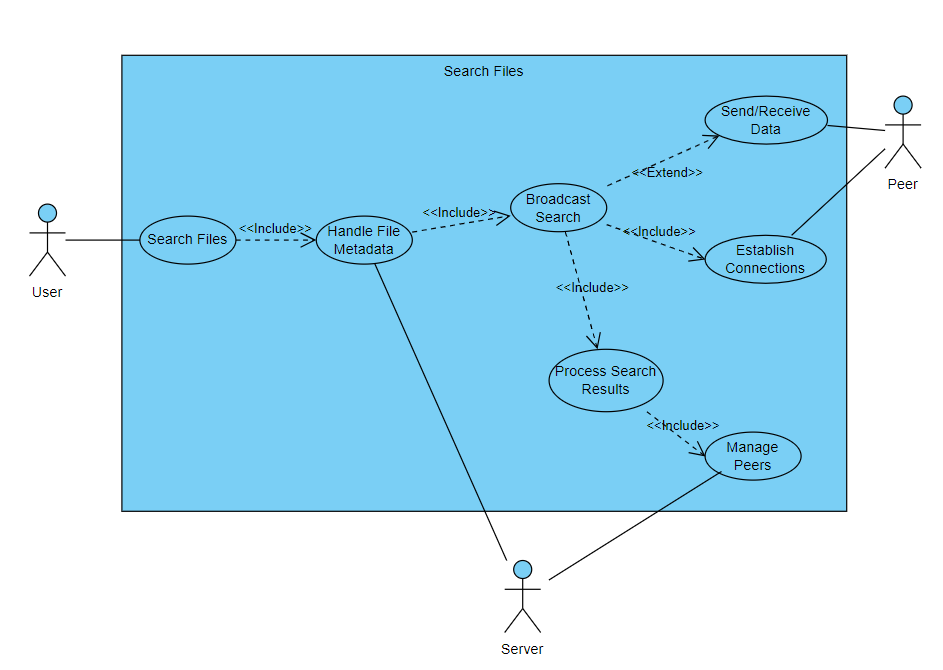 Search Files
Send/Receive
Data
Peer
<<Extend>>
Broadcast
Search
<<Include>>
<<Include>>
Search Files
<<Include>>
Handle File
Metadata
Establish
Connections
User
<<Include>>
Process Search
Results
<<Include>>
Manage
Peers
Server